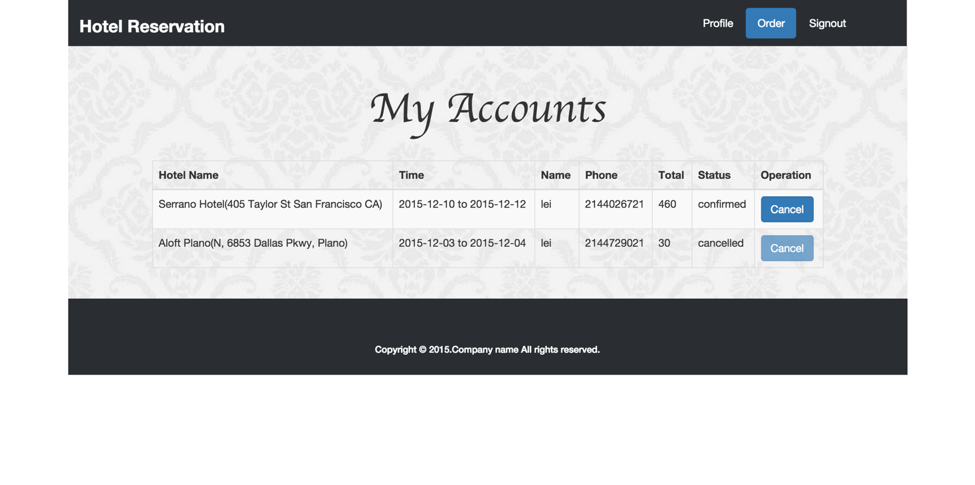 Hotel Reservation Profile Order Signout
My Accounts
Hotel Name Time Name Phone Total Status Operation
Serrano Hotel(405 Taylor St San Francisco CA) 2015-12-10 to 2015-12-12 lei 2144026721 460 confirmed Cancel
Aloft Plano(N, 6853 Dallas Pkwy, Plano) 2015-12-03 to 2015-12-04 lei 2144729021 30 cancelled Cancel
Copyright © 2015.Company name All rights reserved.